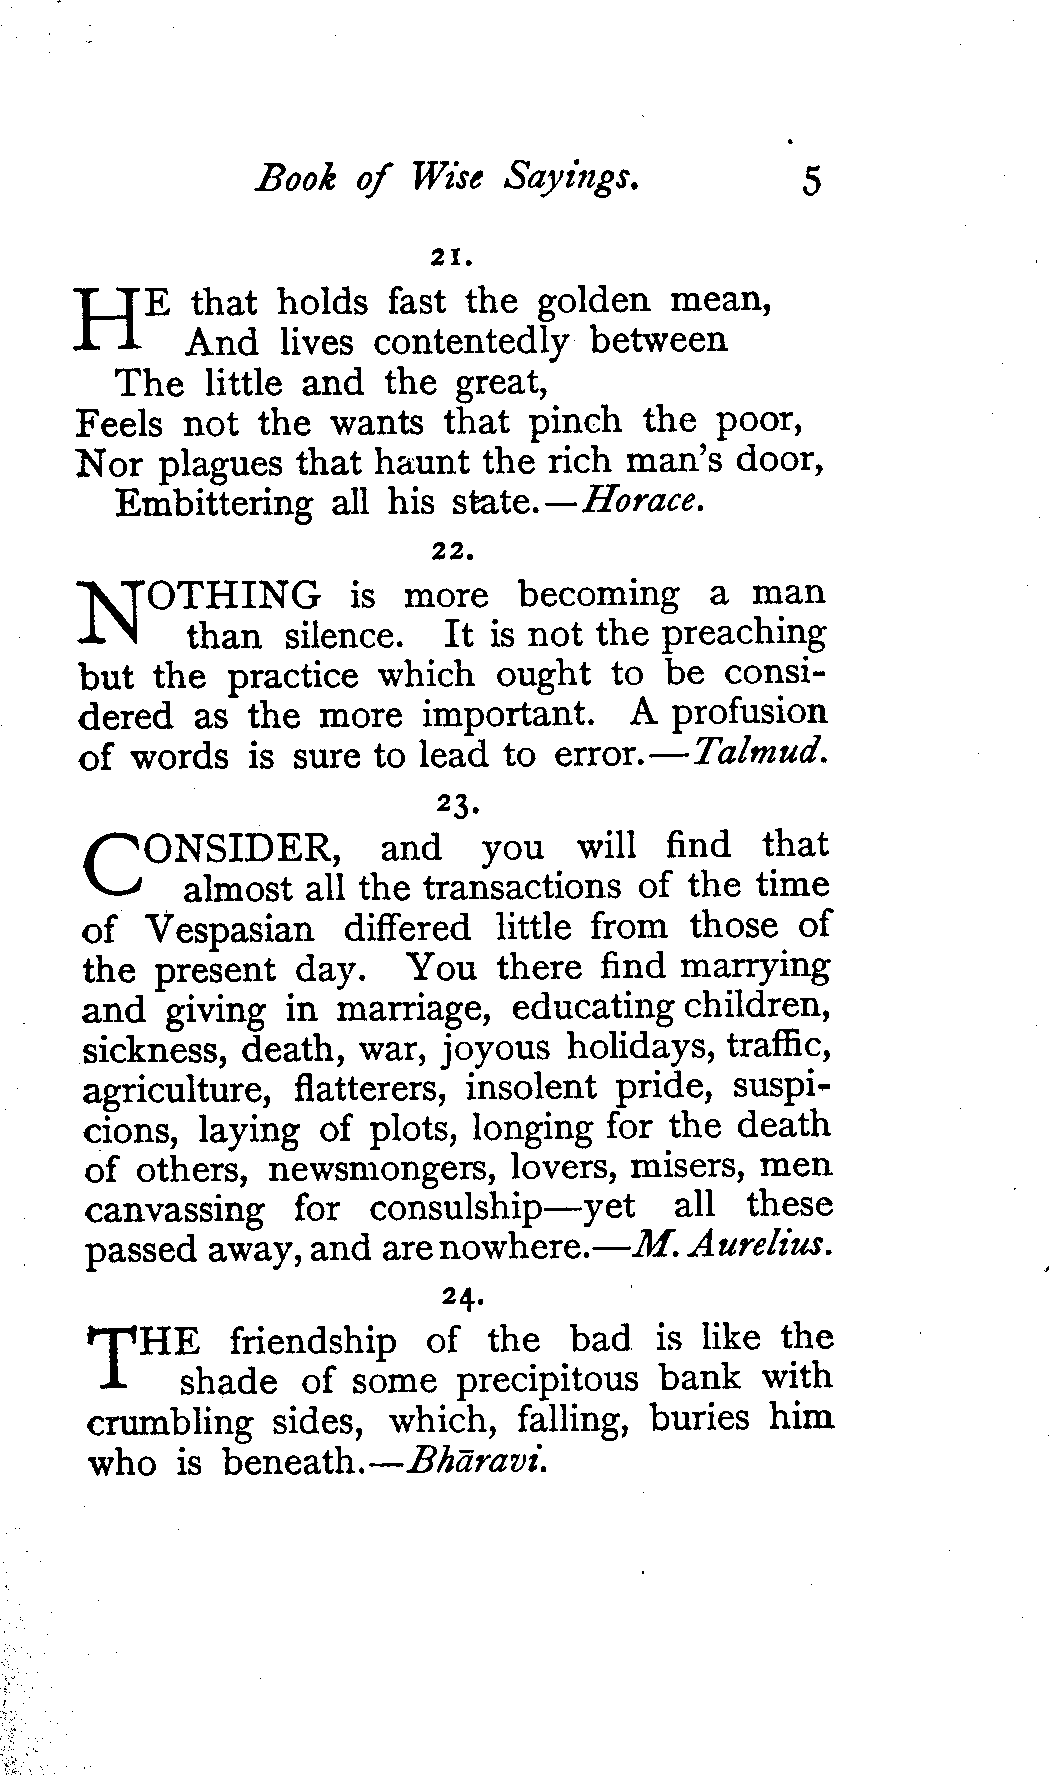 Book of Wise Sayings. 5
21.
HE that holds fast the golden mean,
And lives contentedly between
The little and the great,
Feels not the wants that pinch the poor,
Nor plagues that haunt the rich man's door,
Embittering all his state.—Horace.
22.
NOTHING is more becoming a man
than silence. It is not the preaching
but the practice which ought to be consi-
dered as the more important. A profusion
of words is sure to lead to error.—Talmud.
23.
CONSIDER, and you will find that
almost all the transactions of the time
of Vespasian differed little from those of
the present day. You there find marrying
and giving in marriage, educating children,
sickness, death, war, joyous holidays, traffic,
agriculture, flatterers, insolent pride, suspi-
cions, laying of plots, longing for the death
of others, newsmongers, lovers, misers, men
canvassing for consulship—yet all these
passed away, and are nowhere.—M. Aurelius.
24.
THE friendship of the bad is like the
shade of some precipitous bank with
crumbling sides, which, falling, buries him
who is beneath.—Bhāravi.